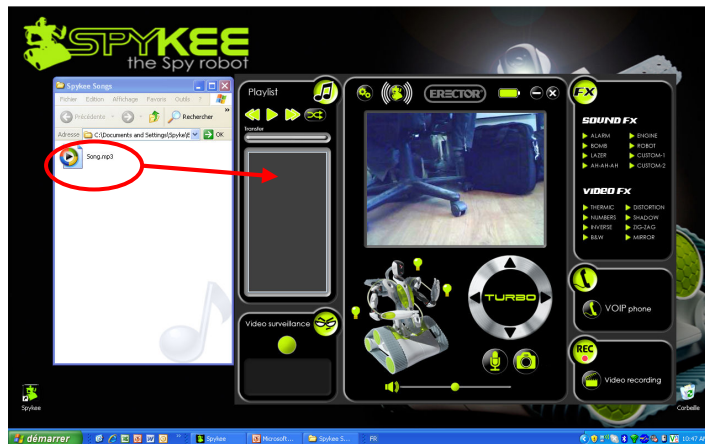 SPYKEE
the Spy robot
Spykee Songs
Fichier Edition Affichage Favoris Outils ?
Précédente Rechercher
Adresse C:\Documents and Settings\Spyke\E OK
Song.mp3
Playlist
Transfer
ERECTOR
FX
SOUND FX
ALARM ENGINE
BOMB ROBOT
LAZER CUSTOM-1
AH-AH-AH CUSTOM-2
VIDEO FX
THERMIC DISTORTION
NUMBERS SHADOW
INVERSE ZIG-ZAG
B&W MIRROR
TURBO
VOIP phone
Video surveillance
REC
Video recording
Spykee
Corbeille
démarrer Spykee Microsoft... Spykee S... FR 10:47 AM